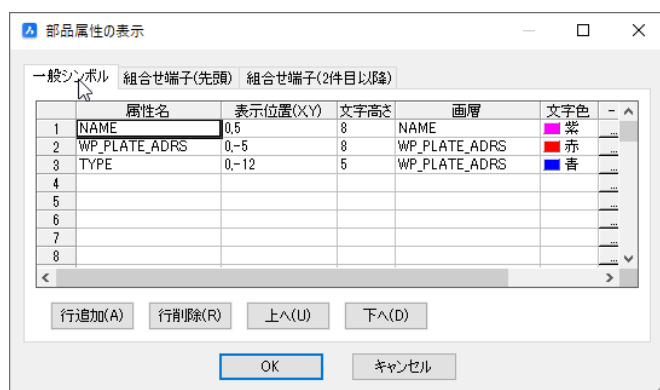 部品属性の表示
一般シンボル 組合せ端子(先頭) 組合せ端子(2件目以降)
属性名 表示位置(XY) 文字高さ 画層 文字色 -
1 NAME 0,5 8 NAME 紫 ...
2 WP_PLATE_ADRS 0,-5 8 WP_PLATE_ADRS 赤 ...
3 TYPE 0,-12 5 WP_PLATE_ADRS 青 ...
4 ...
5 ...
6 ...
7 ...
8 ...
行追加(A) 行削除(R) 上へ(U) 下へ(D)
OK キャンセル